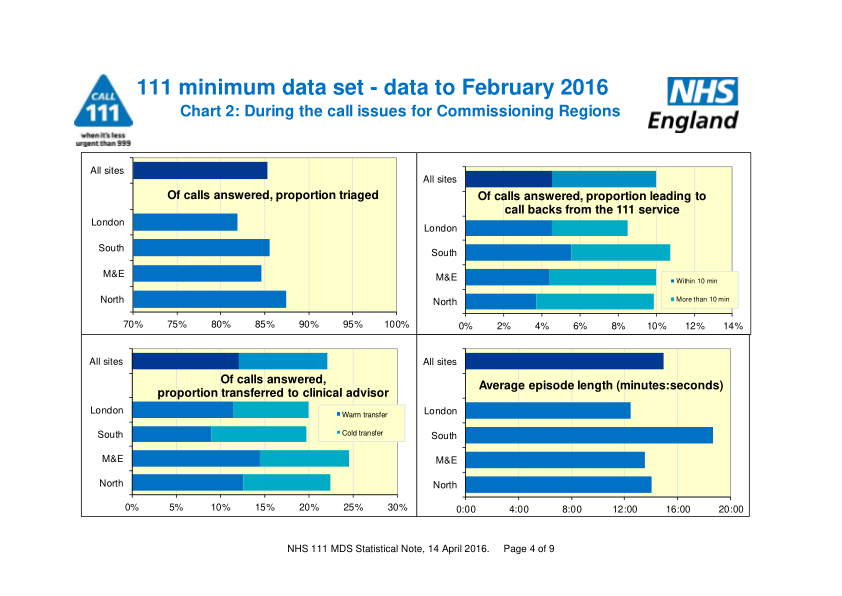 CALL
111
when it's less
urgent than 999
111 minimum data set - data to February 2016
Chart 2: During the call issues for Commissioning Regions
NHS
England
All sites
Of calls answered, proportion triaged
London
South
M&E
North
70% 75% 80% 85% 90% 95% 100%
All sites
Of calls answered, proportion leading to
call backs from the 111 service
London
South
M&E
Within 10 min
North
More than 10 min
0% 2% 4% 6% 8% 10% 12% 14%
All sites
Of calls answered,
proportion transferred to clinical advisor
London
Warm transfer
South
Cold transfer
M&E
North
0% 5% 10% 15% 20% 25% 30%
All sites
Average episode length (minutes:seconds)
London
South
M&E
North
0:00 4:00 8:00 12:00 16:00 20:00
NHS 111 MDS Statistical Note, 14 April 2016. Page 4 of 9